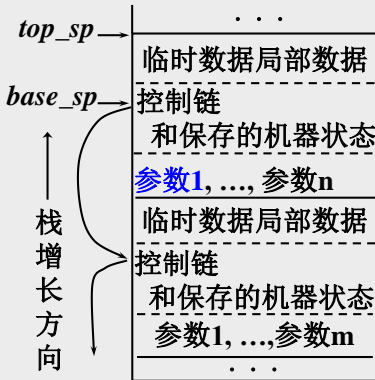 . . .
top_sp
临时数据局部数据
base_sp
控制链
和保存的机器状态
参数1, ..., 参数n
临时数据局部数据
控制链
和保存的机器状态
参数1, ...,参数m
. . .
栈增长方向